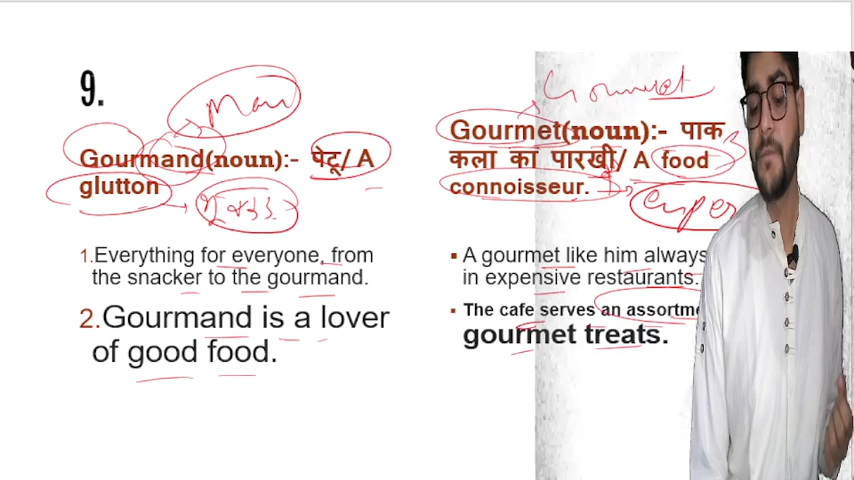 9.
Man
Gourmand(noun):- पेटू/ A
glutton
1.Everything for everyone, from
the snacker to the gourmand.
2.Gourmand is a lover
of good food.
Gourmet
Gourmet(noun):- पाक
कला का पारखी/ A food
connoisseur.
▪ A gourmet like him always
in expensive restaurants.
▪ The cafe serves an assortme
gourmet treats.